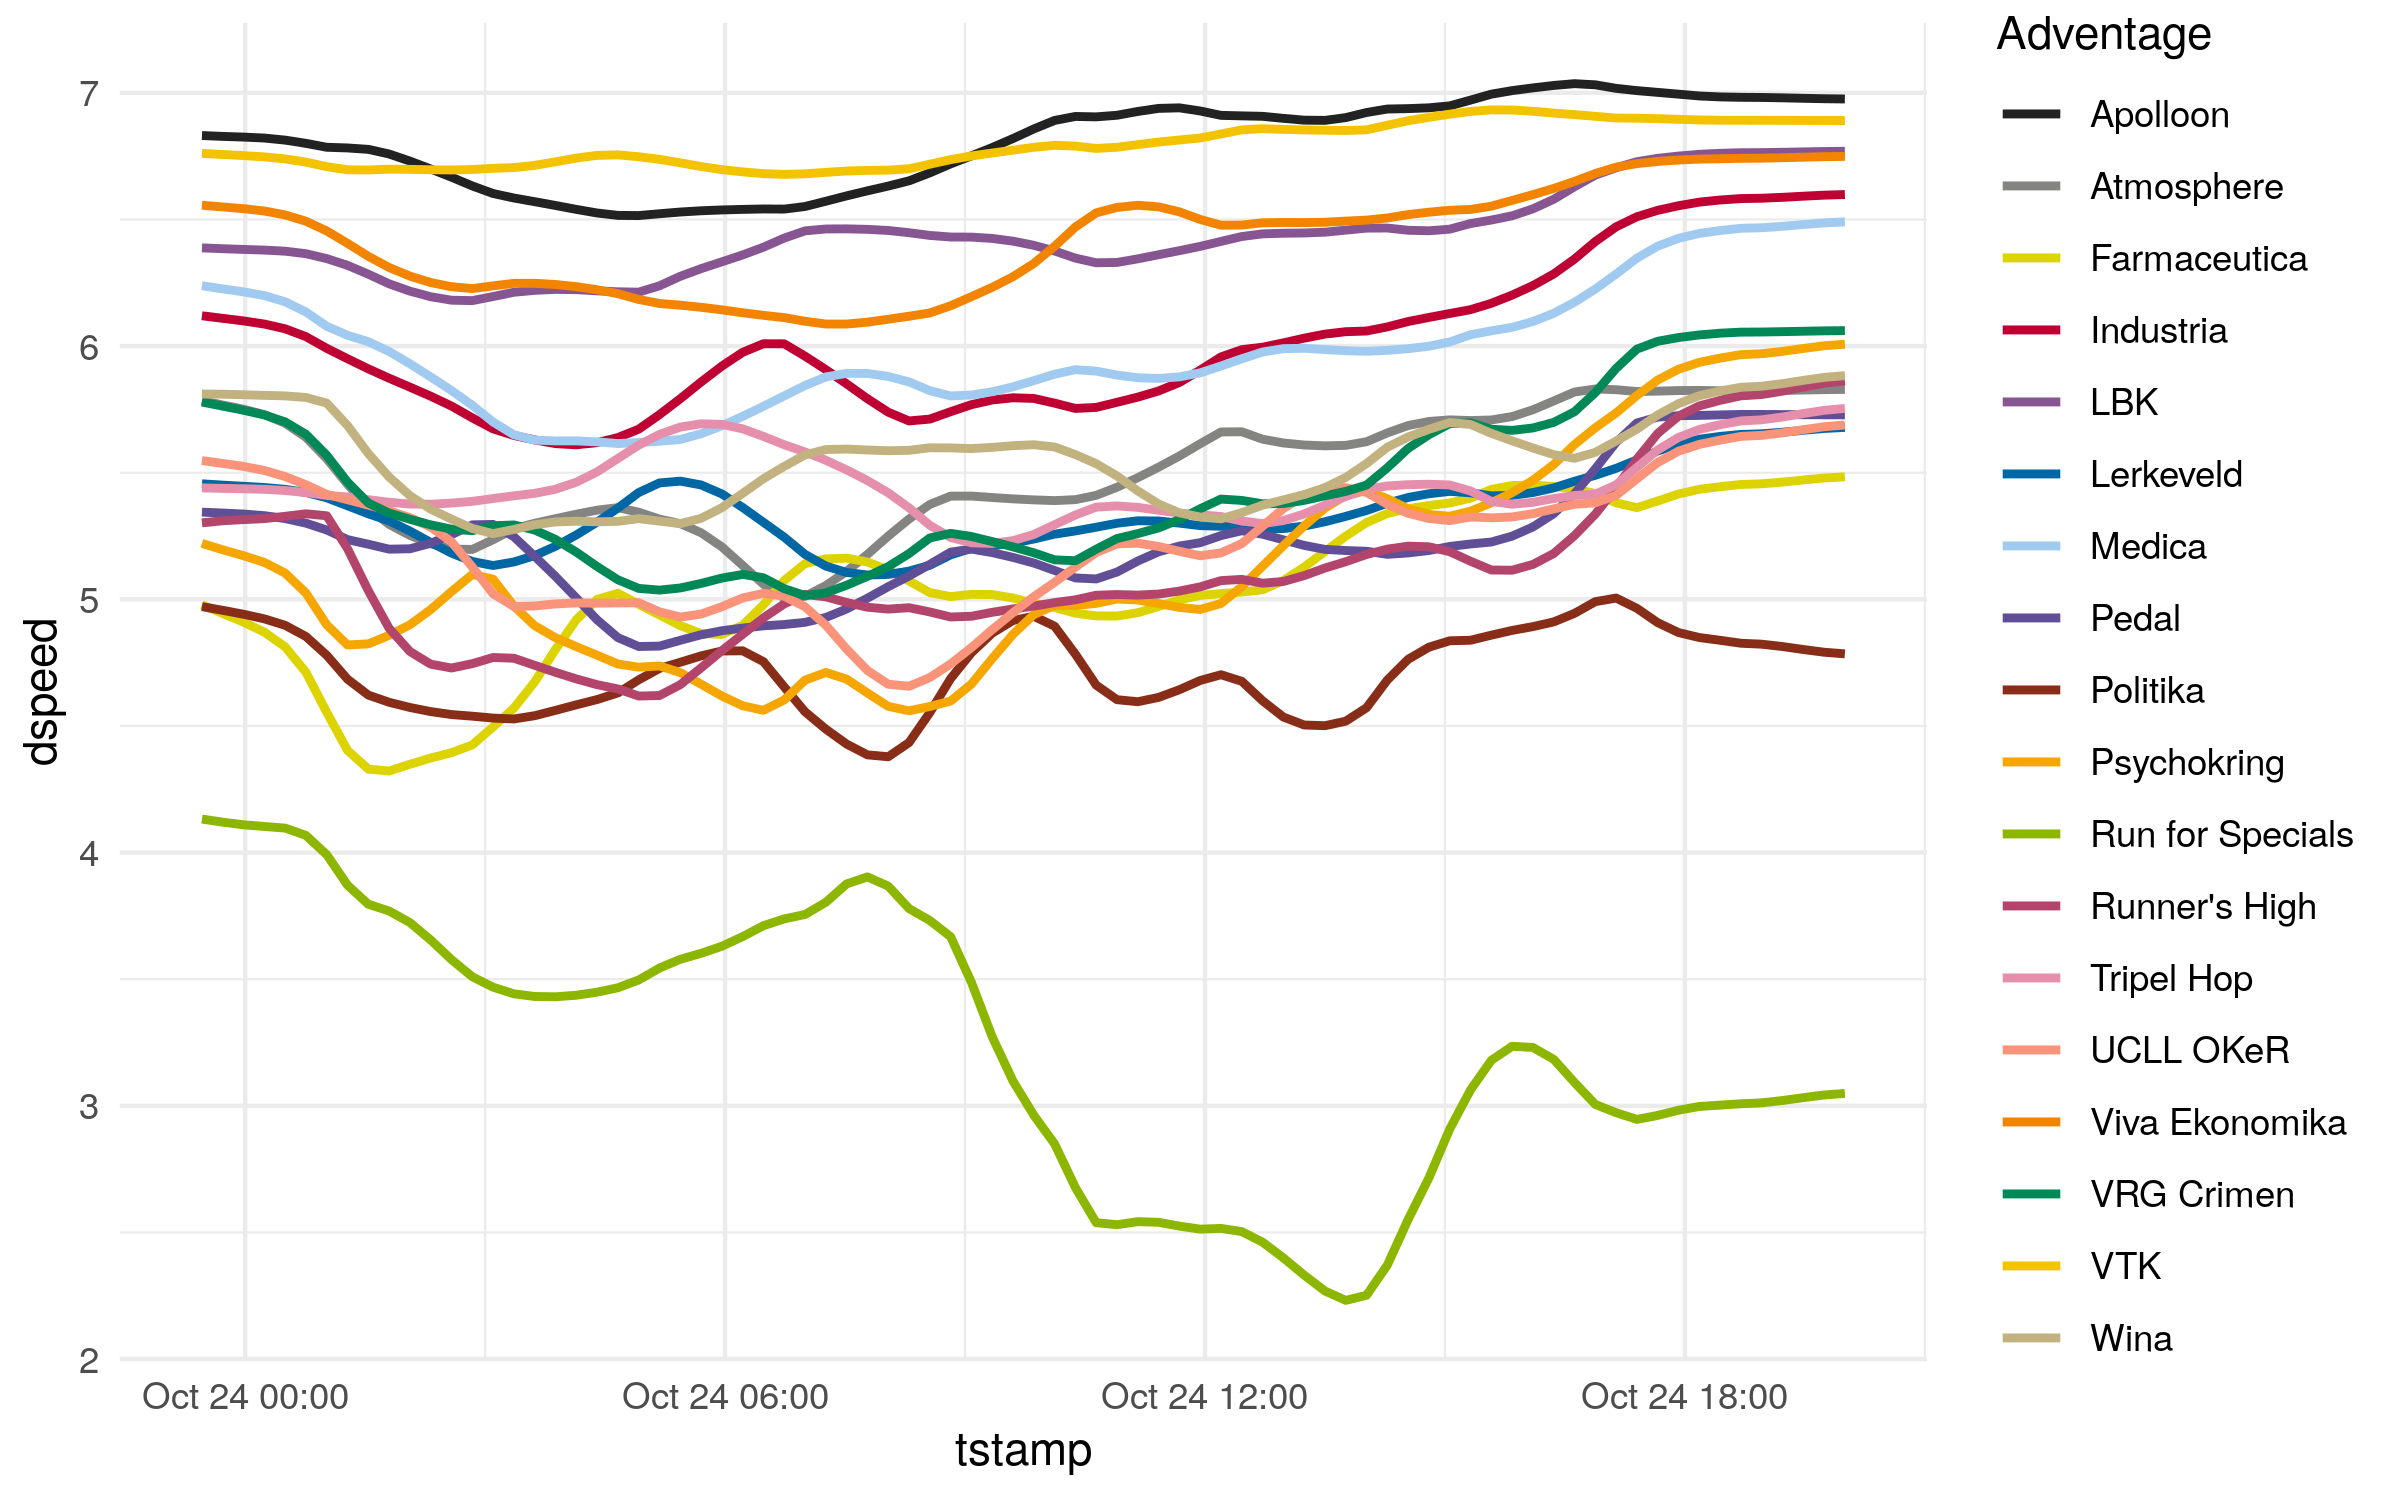 Adventage
Apolloon
Atmosphere
Farmaceutica
Industria
LBK
Lerkeveld
Medica
Pedal
Politika
Psychokring
Run for Specials
Runner's High
Tripel Hop
UCLL OKeR
Viva Ekonomika
VRG Crimen
VTK
Wina
dspeed
7
6
5
4
3
2
Oct 24 00:00 Oct 24 06:00 Oct 24 12:00 Oct 24 18:00
tstamp